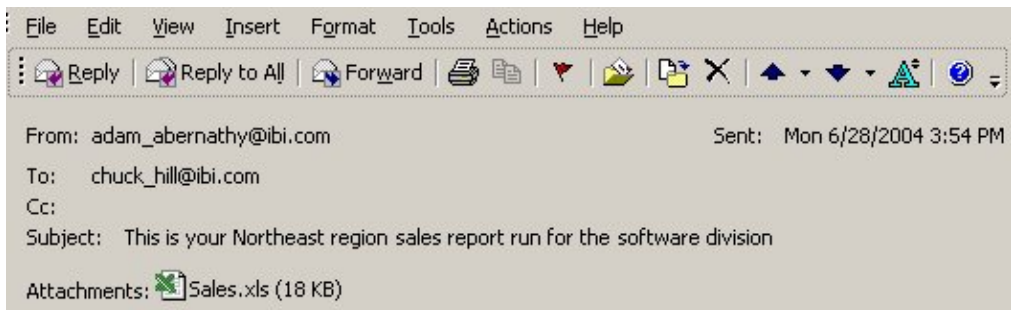 File Edit View Insert Format Tools Actions Help
Reply Reply to All Forward
From: adam_abernathy@ibi.com Sent: Mon 6/28/2004 3:54 PM
To: chuck_hill@ibi.com
Cc:
Subject: This is your Northeast region sales report run for the software division
Attachments: Sales.xls (18 KB)